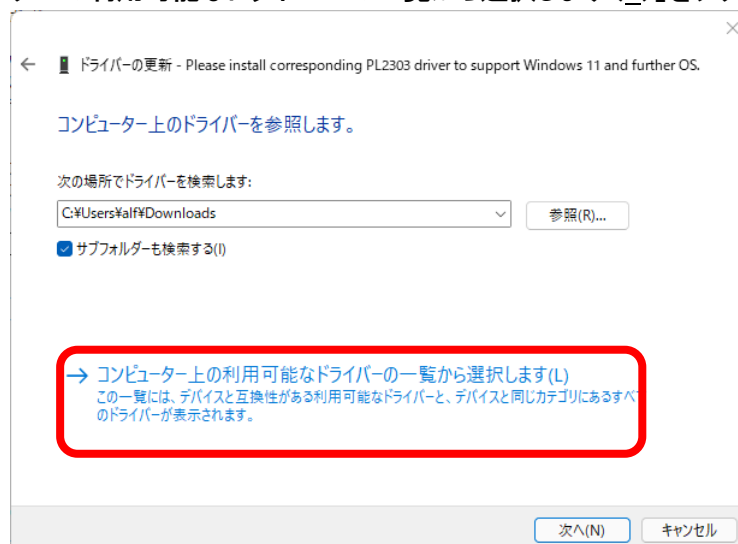 ドライバーの更新 - Please install corresponding PL2303 driver to support Windows 11 and further OS.
コンピューター上のドライバーを参照します。
次の場所でドライバーを検索します:
C:¥Users¥alf¥Downloads
参照(R)...
サブフォルダーも検索する(I)
コンピューター上の利用可能なドライバーの一覧から選択します(L)
この一覧には、デバイスと互換性がある利用可能なドライバーと、デバイスと同じカテゴリにあるすべ
のドライバーが表示されます。
次へ(N) キャンセル